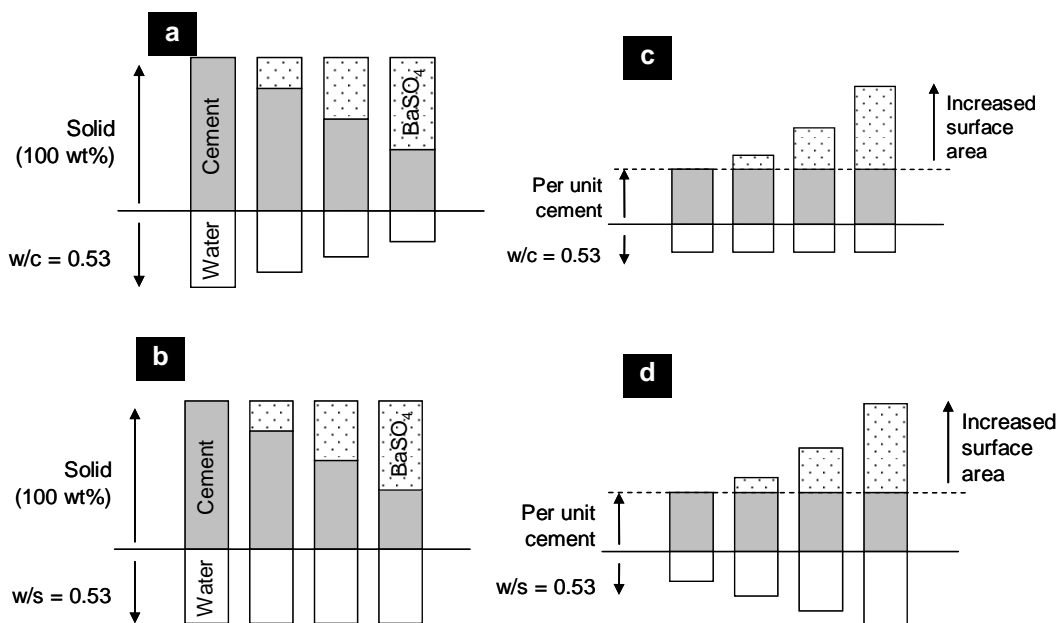 a
Solid
(100 wt%)
Cement
BaSO4
w/c = 0.53
Water
c
Increased
surface
area
Per unit
cement
w/c = 0.53
b
Solid
(100 wt%)
Cement
BaSO4
w/s = 0.53
Water
d
Increased
surface
area
Per unit
cement
w/s = 0.53